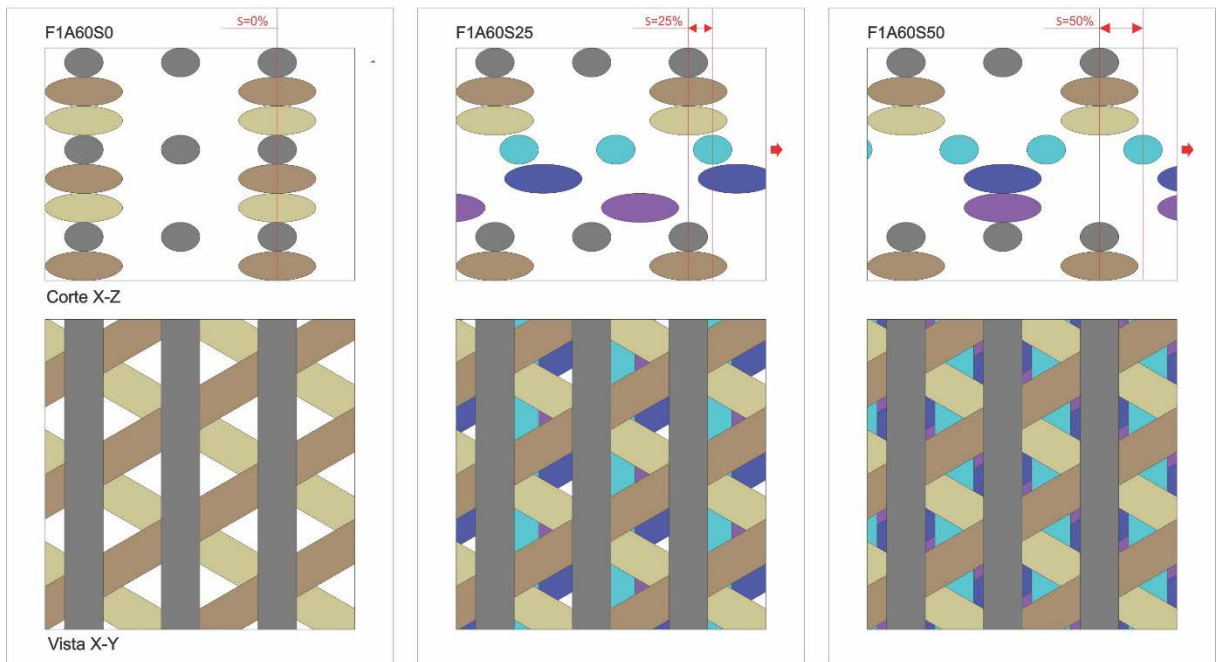 S=0%
F1A60S0
S=25%
F1A60S25
S=50%
F1A60S50
Corte X-Z
Vista X-Y